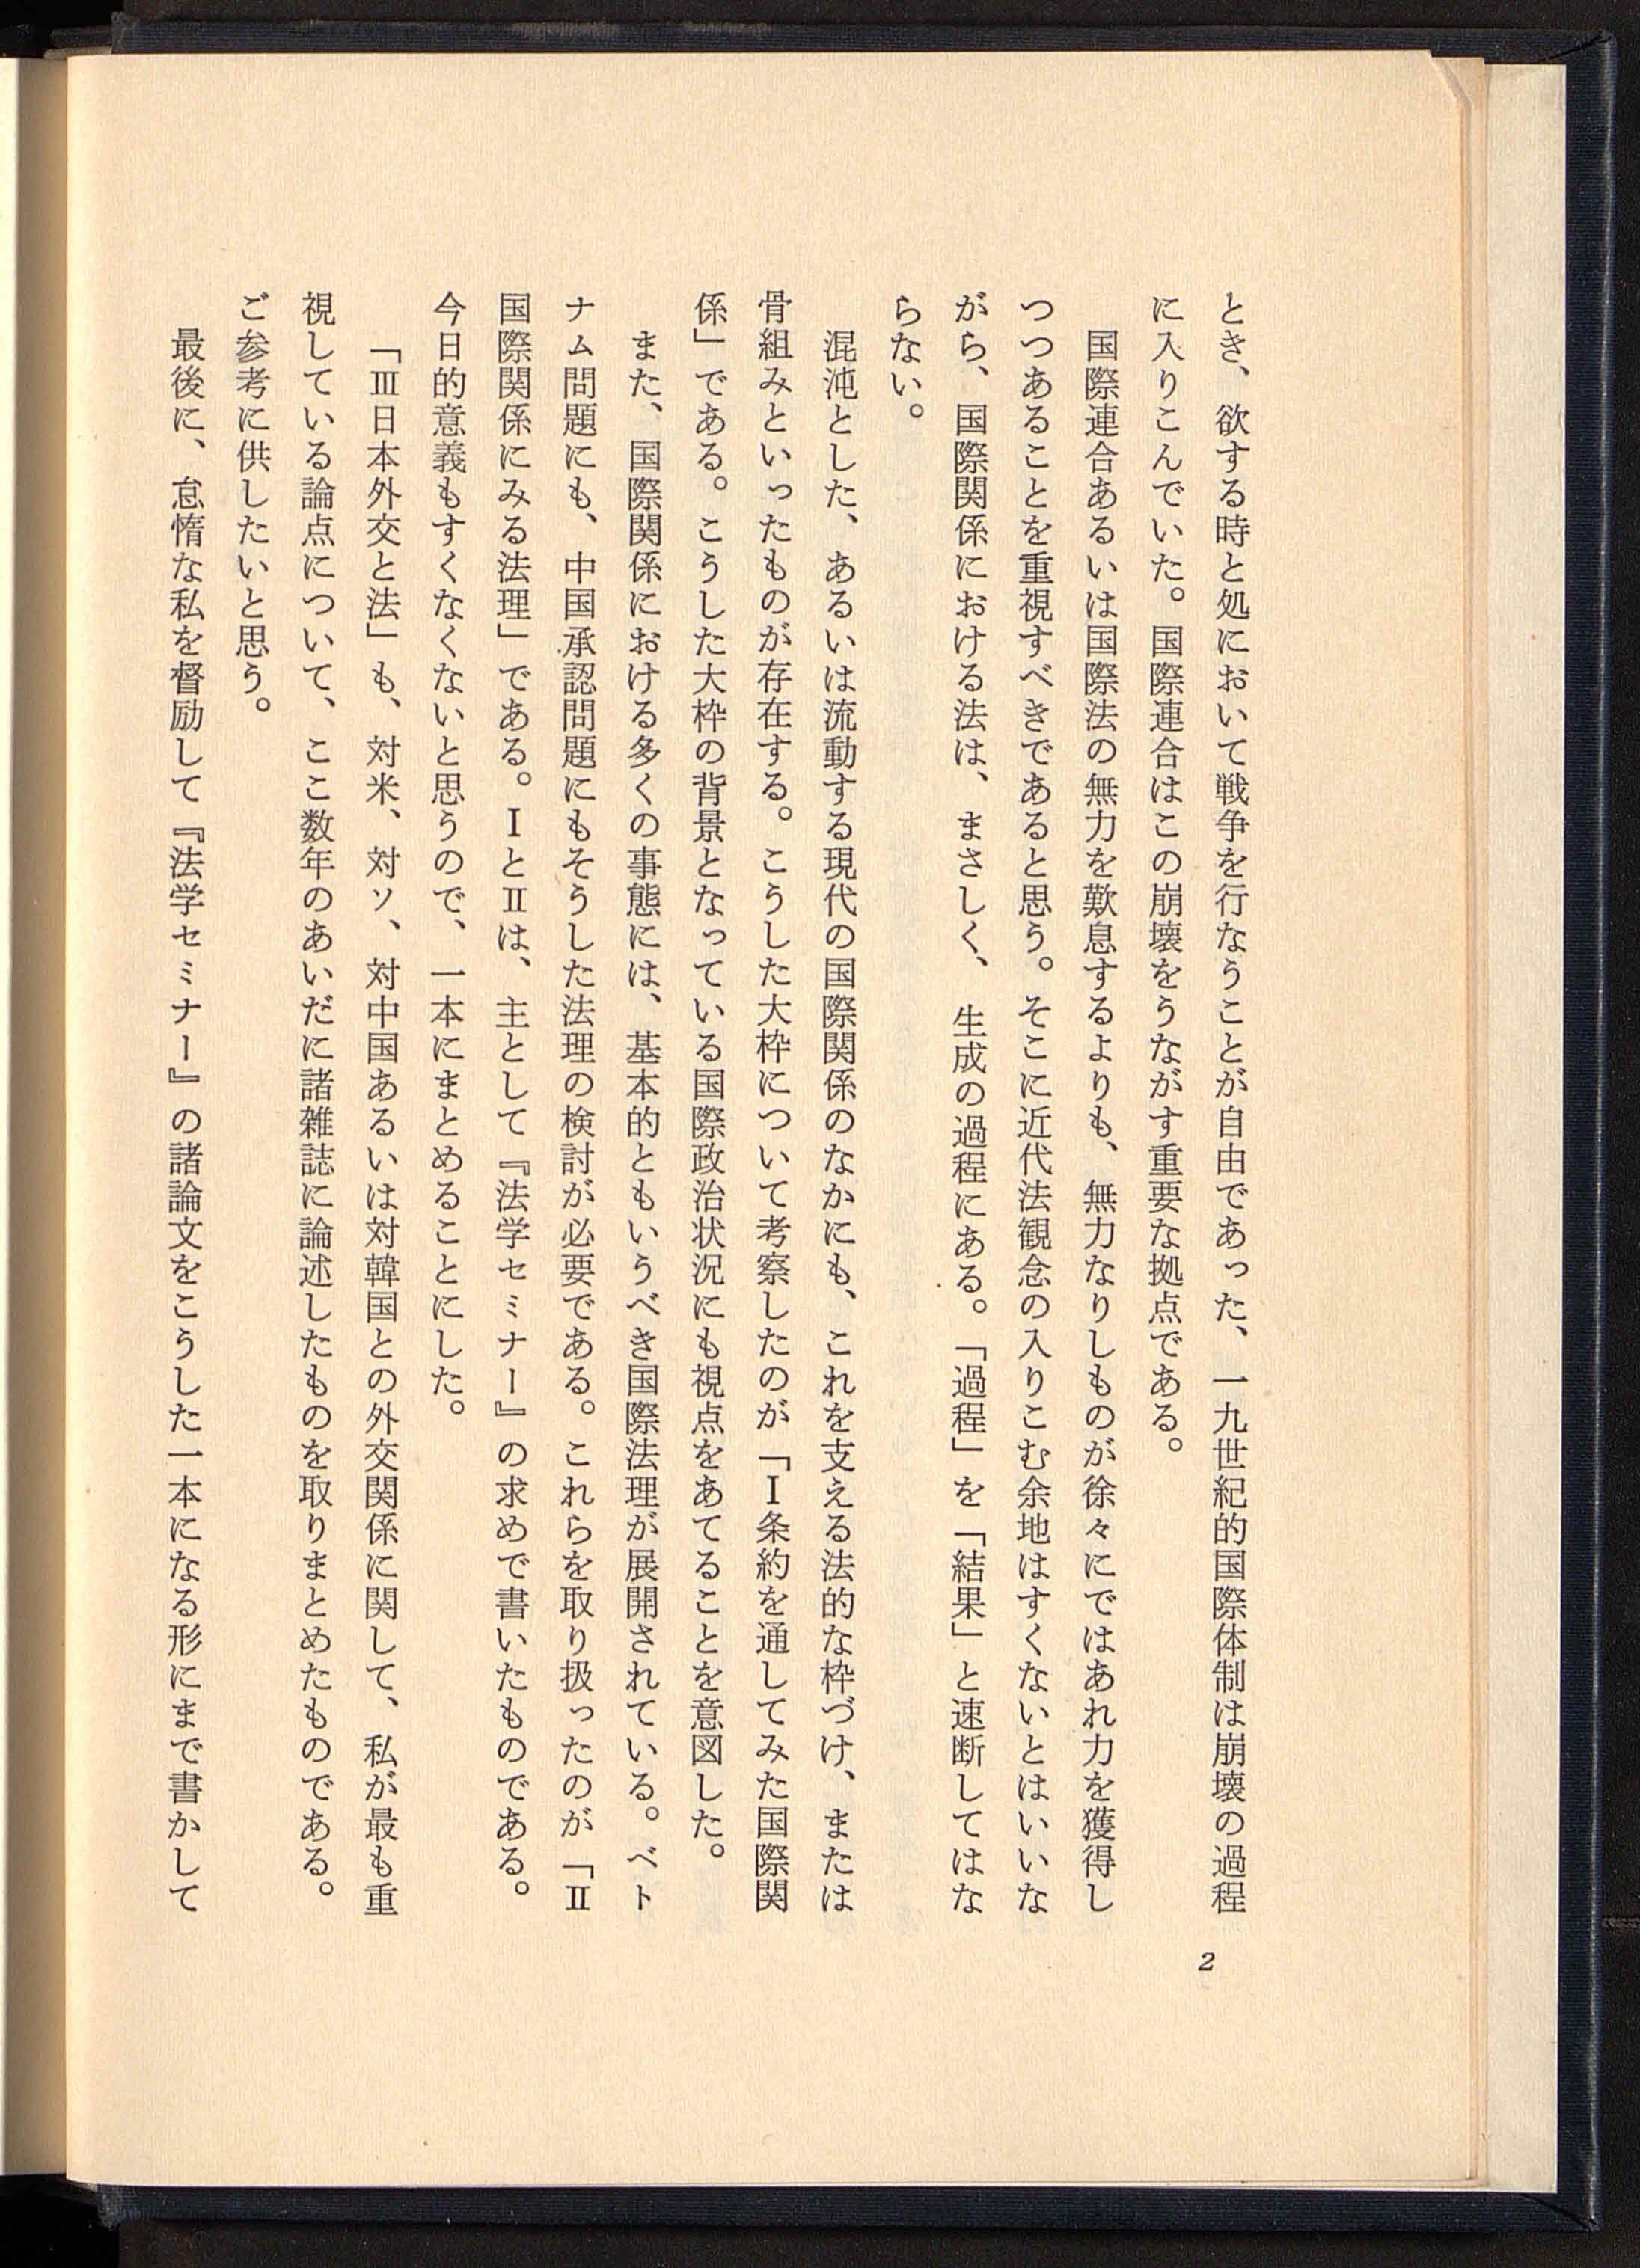 とき、欲する時と処において戦争を行なうことが自由であった、一九世紀的国際体制は崩壊の過程
に入りこんでいた。国際連合はこの崩壊をうながす重要な拠点である。
国際連合あるいは国際法の無力を歎息するよりも、無力なりしものが徐々にではあれ力を獲得し
つつあることを重視すべきであると思う。そこに近代法観念の入りこむ余地はすくないとはいいな
がら、国際関係における法は、まさしく、生成の過程にある。「過程」を「結果」と速断してはな
らない。
混沌とした、あるいは流動する現代の国際関係のなかにも、これを支える法的な枠づけ、または
骨組みといったものが存在する。こうした大枠について考察したのが「Ⅰ条約を通してみた国際関
係」である。こうした大枠の背景となっている国際政治状況にも視点をあてることを意図した。
また、国際関係における多くの事態には、基本的ともいうべき国際法理が展開されている。ベト
ナム問題にも、中国承認問題にもそうした法理の検討が必要である。これらを取り扱ったのが「Ⅱ
国際関係にみる法理」である。ⅠとⅡは、主として『法学セミナー』の求めで書いたものである。
今日的意義もすくなくないと思うので、一本にまとめることにした。
「Ⅲ日本外交と法」も、対米、対ソ、対中国あるいは対韓国との外交関係に関して、私が最も重
視している論点について、ここ数年のあいだに諸雑誌に論述したものを取りまとめたものである。
ご参考に供したいと思う。
最後に、怠惰な私を督励して『法学セミナー』の諸論文をこうした一本になる形にまで書かして
2